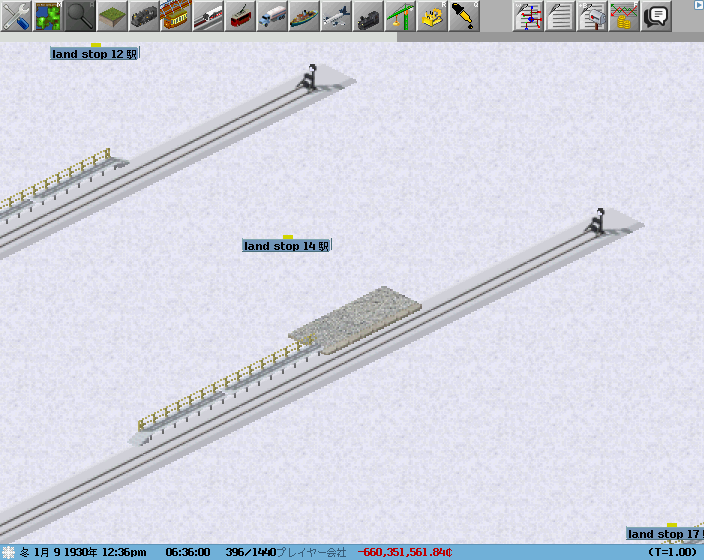 land stop 12 駅
land stop 14 駅
land stop 17
冬 1月 9 1930年 12:36pm 06:36:00 396/1440 プレイヤー会社 -660,351,561.84¢ (T=1.00)